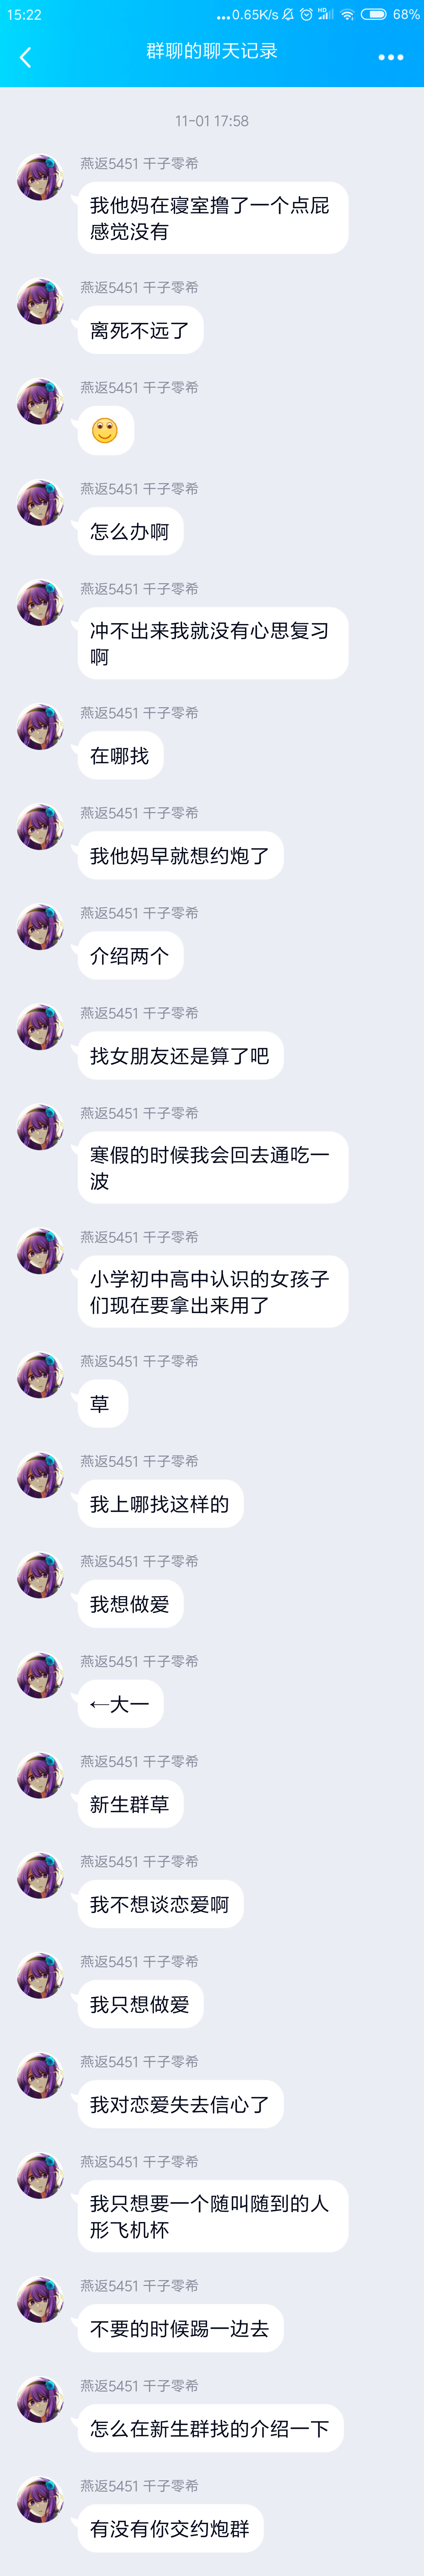 15:22
...0.65K/s
HD
68%
群聊的聊天记录
11-01 17:58
燕返5451 千子零希
我他妈在寝室撸了一个点屁
感觉没有
燕返5451 千子零希
离死不远了
燕返5451 千子零希
燕返5451 千子零希
怎么办啊
燕返5451 千子零希
冲不出来我就没有心思复习
啊
燕返5451 千子零希
在哪找
燕返5451 千子零希
我他妈早就想约炮了
燕返5451 千子零希
介绍两个
燕返5451 千子零希
找女朋友还是算了吧
燕返5451 千子零希
寒假的时候我会回去通吃一
波
燕返5451 千子零希
小学初中高中认识的女孩子
们现在要拿出来用了
燕返5451 千子零希
草
燕返5451 千子零希
我上哪找这样的
燕返5451 千子零希
我想做爱
燕返5451 千子零希
←大一
燕返5451 千子零希
新生群草
燕返5451 千子零希
我不想谈恋爱啊
燕返5451 千子零希
我只想做爱
燕返5451 千子零希
我对恋爱失去信心了
燕返5451 千子零希
我只想要一个随叫随到的人
形飞机杯
燕返5451 千子零希
不要的时候踢一边去
燕返5451 千子零希
怎么在新生群找的介绍一下
燕返5451 千子零希
有没有你交约炮群